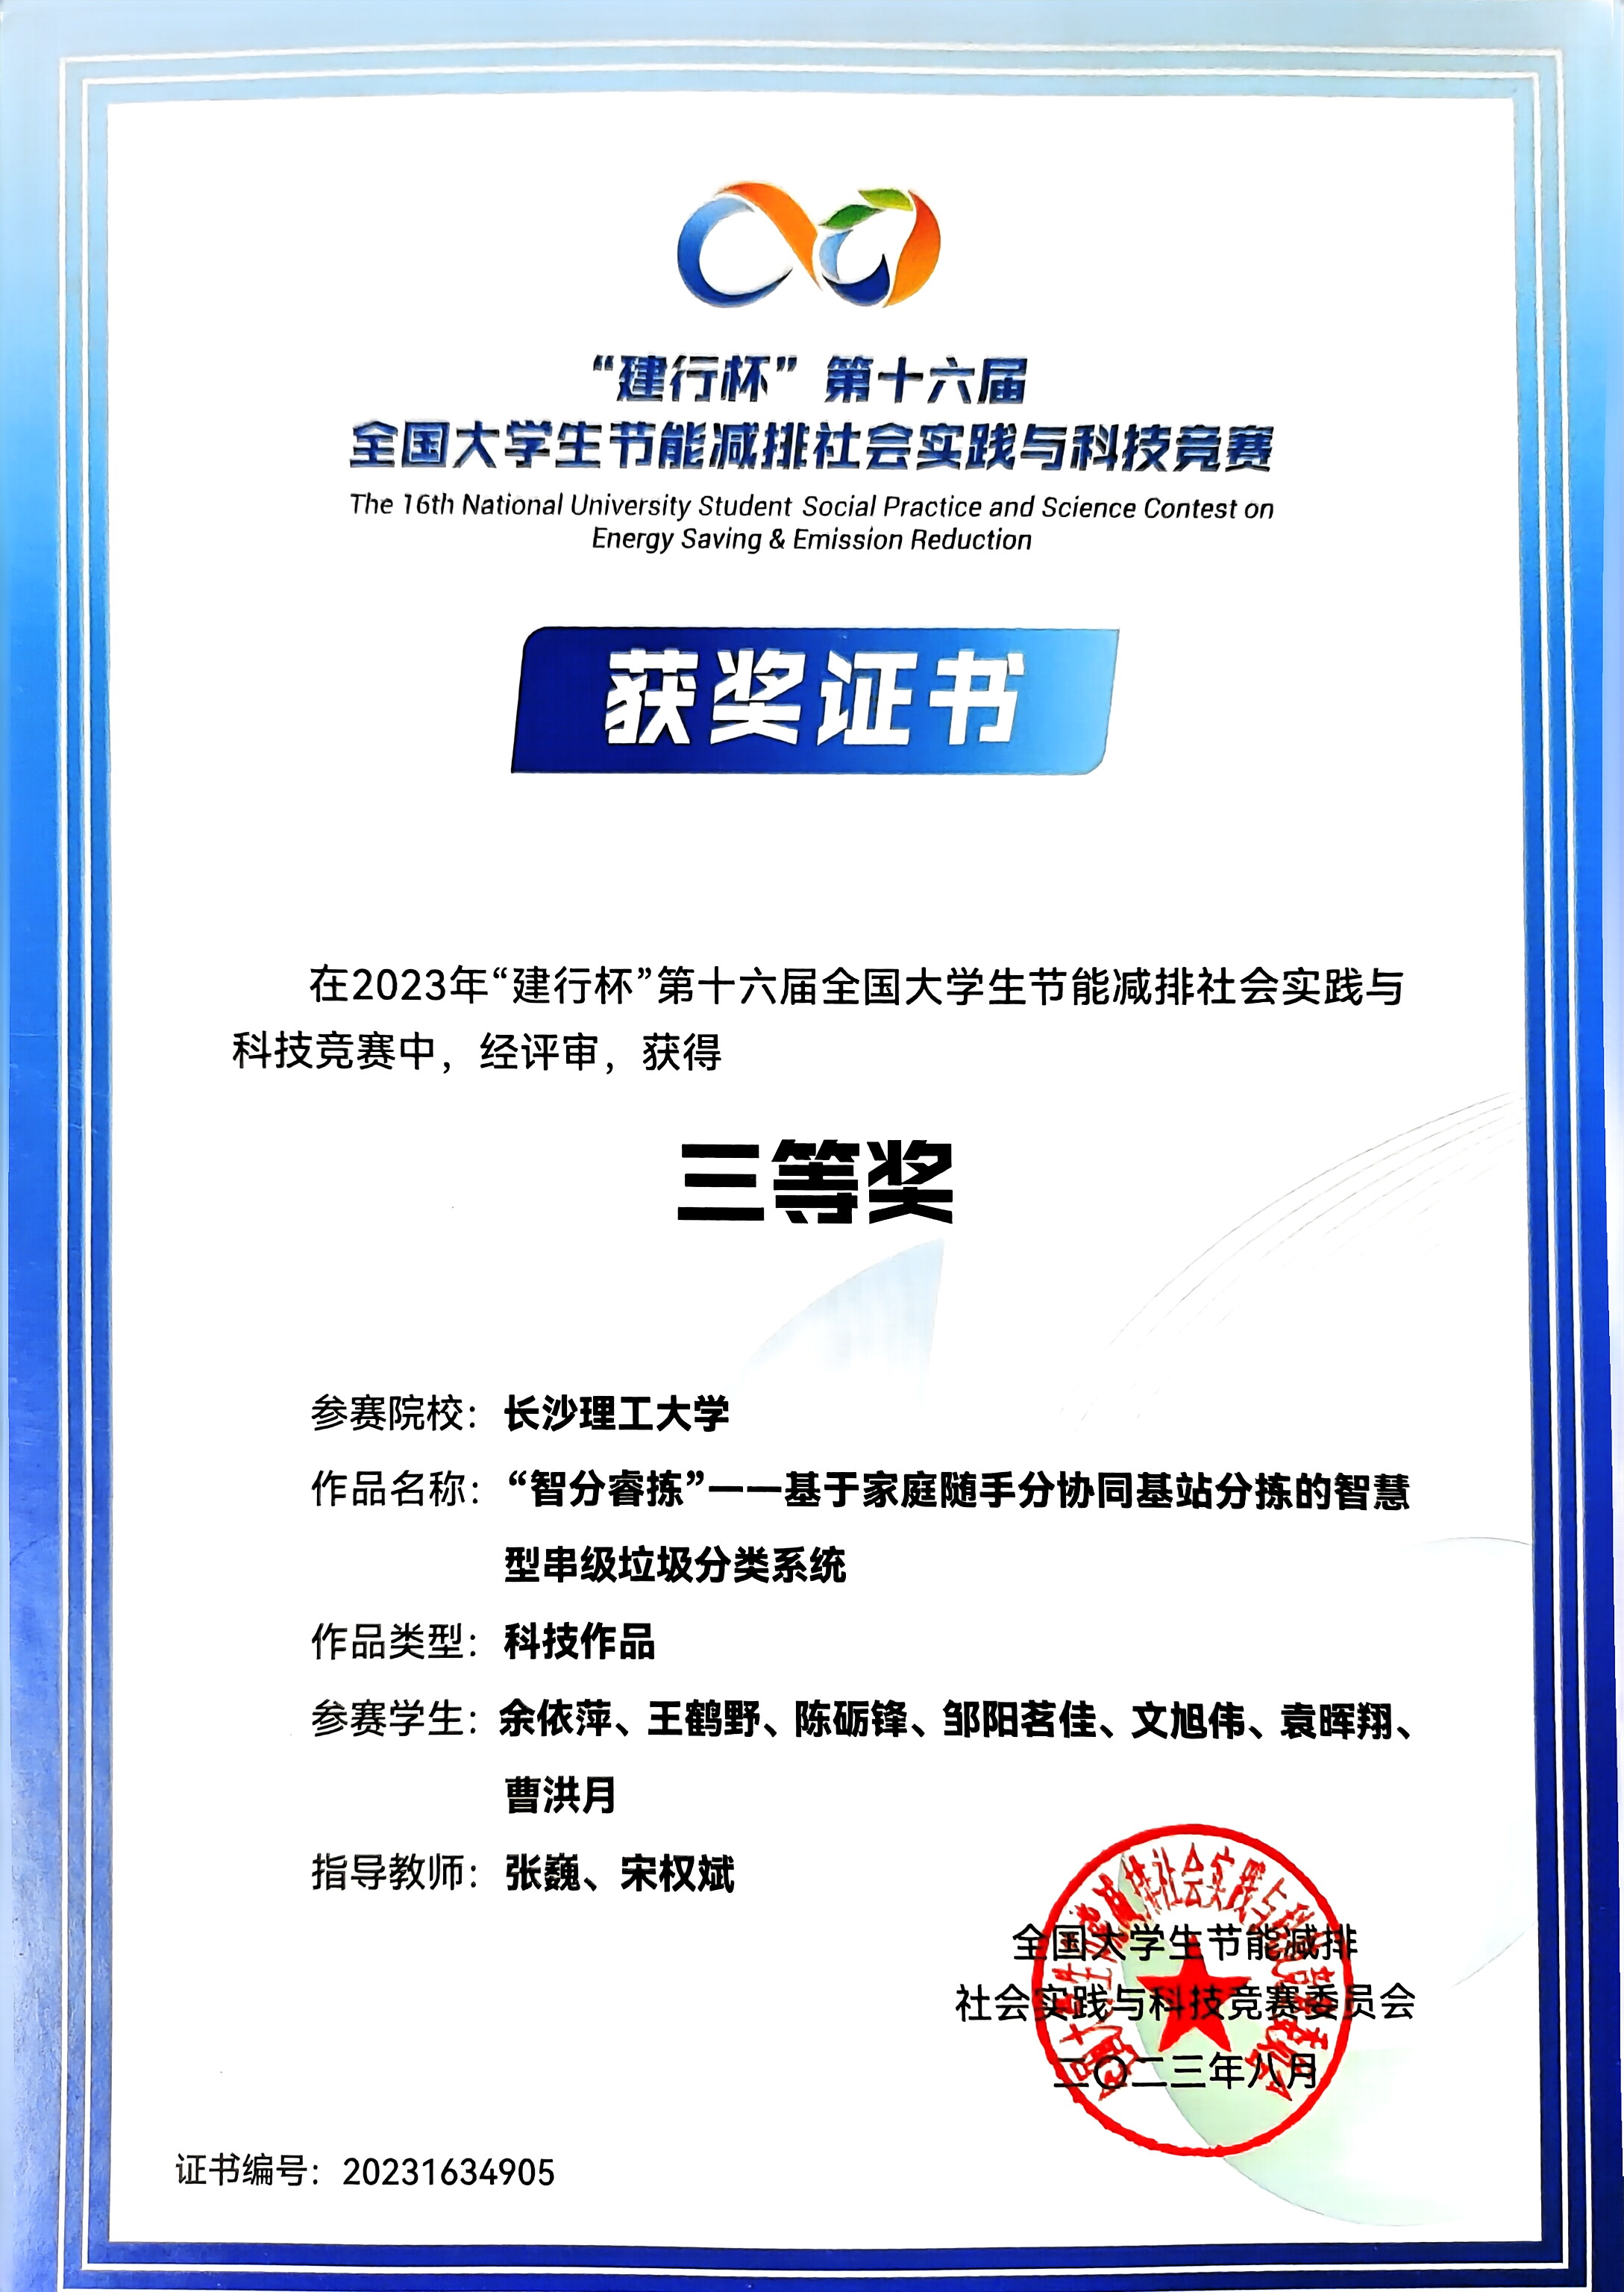 “建行杯”第十六届
全国大学生节能减排社会实践与科技竞赛
The 16th National University Student Social Practice and Science Contest on
Energy Saving & Emission Reduction
获奖证书
在2023年“建行杯”第十六届全国大学生节能减排社会实践与
科技竞赛中，经评审，获得
三等奖
参赛院校：长沙理工大学
作品名称：“智分睿拣”——基于家庭随手分协同基站分拣的智慧
型串级垃圾分类系统
作品类型：科技作品
参赛学生：余依萍、王鹤野、陈砺锋、邹阳茗佳、文旭伟、袁晖翔、
曹洪月
指导教师：张巍、宋权斌
全国大学生节能减排
社会实践与科技竞赛委员会
二〇二三年八月
证书编号：20231634905